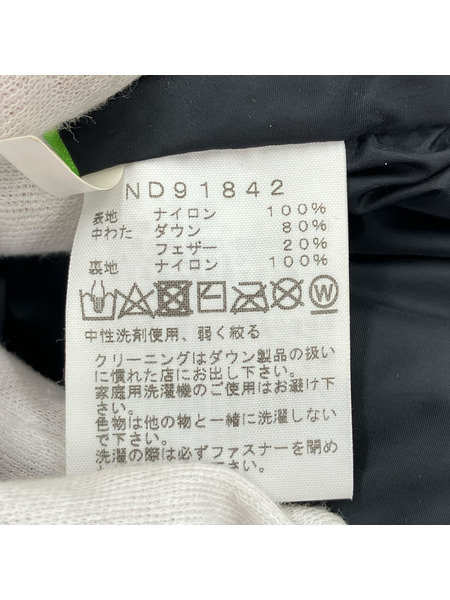 ND91842
表地 ナイロン 100%
中わた ダウン 80%
フェザー 20%
裏地 ナイロン 100%
W
中性洗剤使用、弱く絞る
クリーニングはダウン製品の扱い
に慣れた店にお出し下さい。
家庭用洗濯機のご使用はお避け下
さい。
色物は他の物と一緒に洗濯しない
で下さい。
洗濯の際は必ずファスナーを閉め
て下さい。